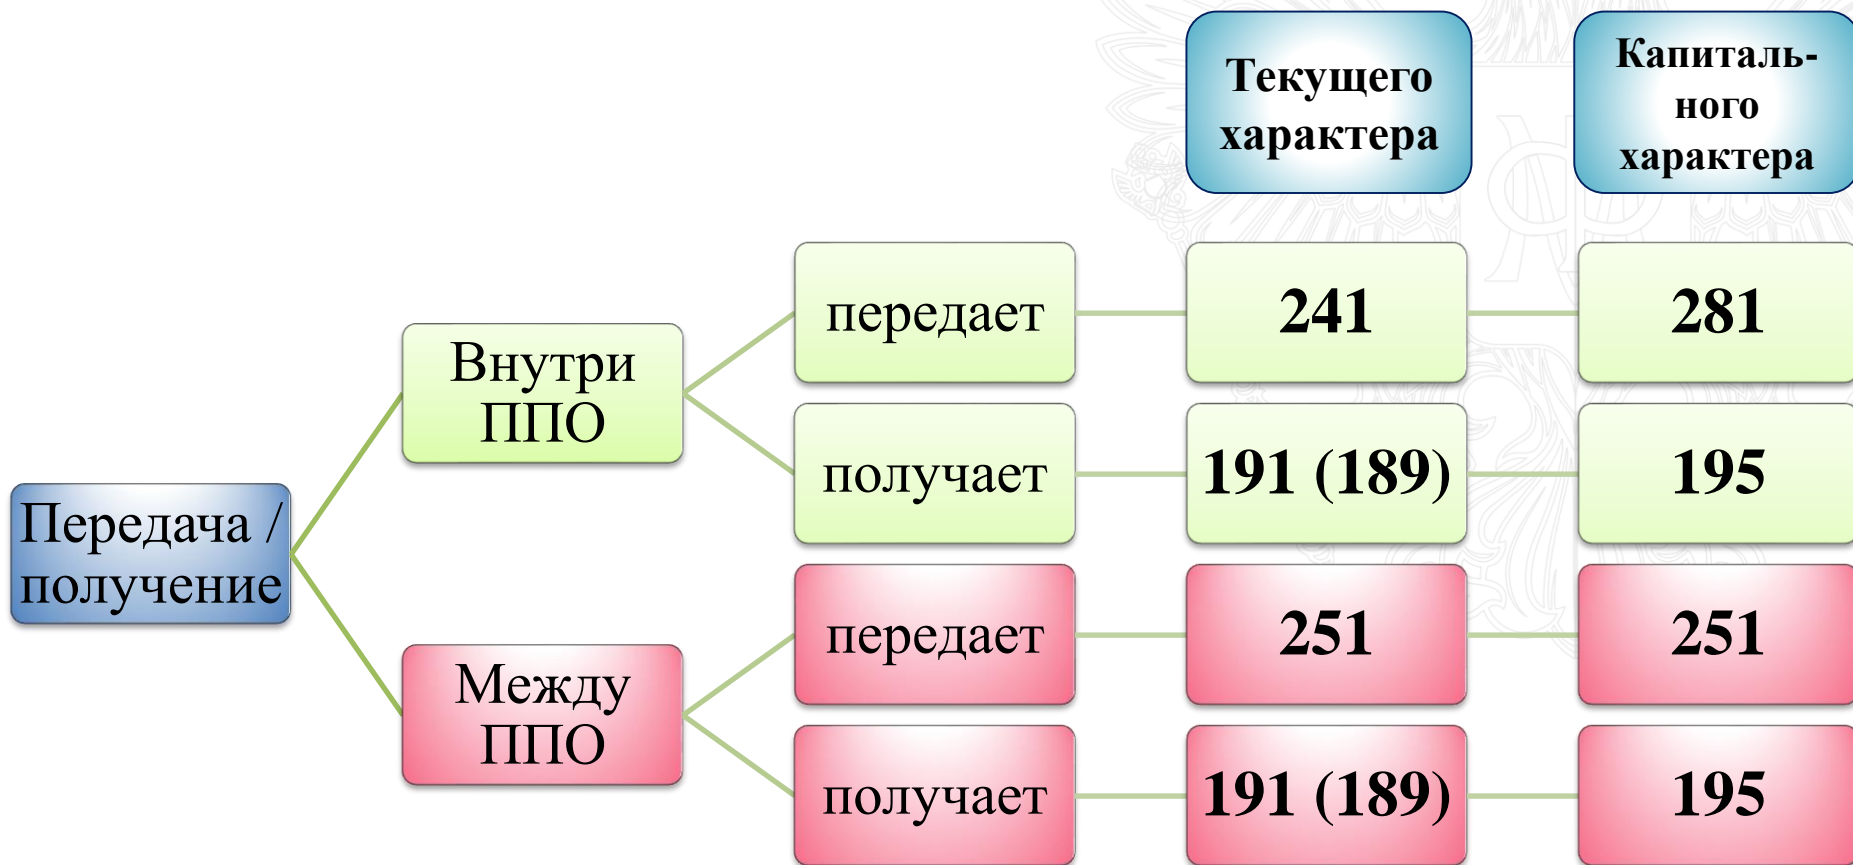 Текущего
характера
Капиталь-
ного
характера
Передача /
получение
Внутри
ППО
передает
241
281
получает
191 (189)
195
Между
ППО
передает
251
251
получает
191 (189)
195